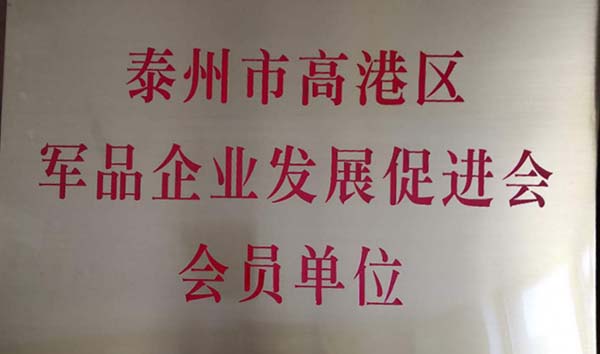 泰州市高港区
军品企业发展促进会
会员单位